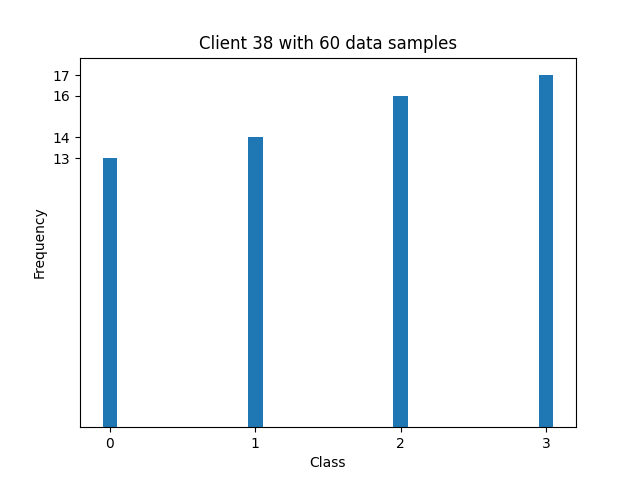 Client 38 with 60 data samples
17
16
14
13
Frequency
0 1 2 3
Class